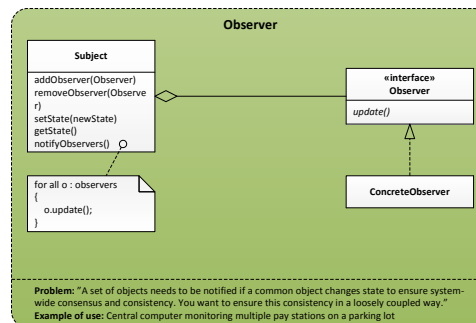 Observer
Subject
addObserver(Observer)
removeObserver(Observe
r)
setState(newState)
getState()
notifyObservers()
for all o : observers
{
o.update();
}
«interface»
Observer
update()
ConcreteObserver
Problem: "A set of objects needs to be notified if a common object changes state to ensure system-
wide consensus and consistency. You want to ensure this consistency in a loosely coupled way."
Example of use: Central computer monitoring multiple pay stations on a parking lot